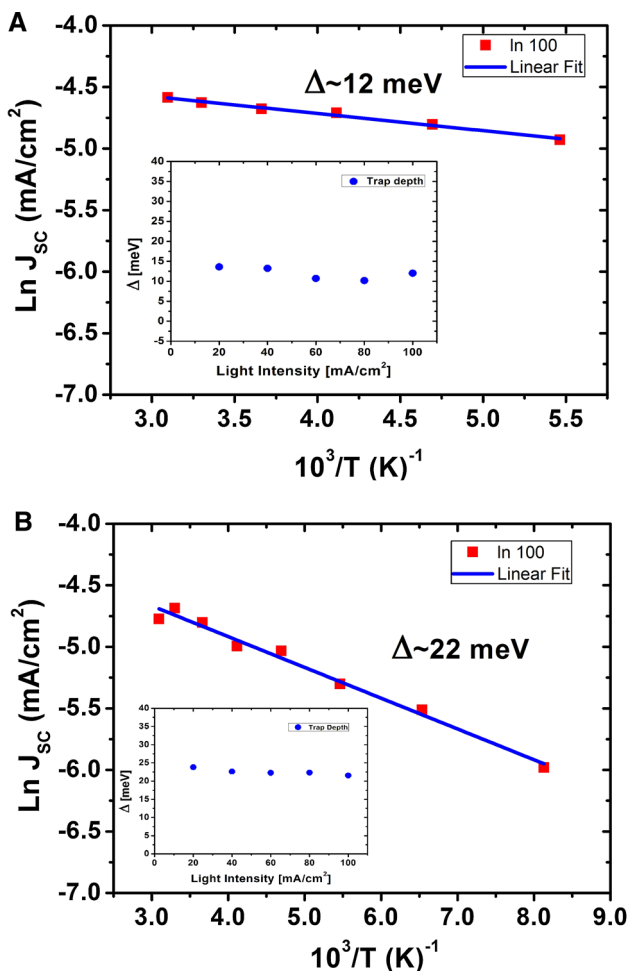 A
-4.0
-4.5
-5.0
-5.5
-6.0
-6.5
-7.0
Ln J_SC (mA/cm²)
In 100
Linear Fit
Δ~12 meV
40
35
30
25
20
15
10
5
0
-5
Δ [meV]
Trap depth
0 20 40 60 80 100
Light Intensity [mA/cm²]
3.0 3.5 4.0 4.5 5.0 5.5
10³/T (K)⁻¹
B
-4.0
-4.5
-5.0
-5.5
-6.0
-6.5
-7.0
Ln J_SC (mA/cm²)
In 100
Linear Fit
Δ~22 meV
40
35
30
25
20
15
10
5
0
Δ [meV]
Trap Depth
0 20 40 60 80 100
Light Intensity [mA/cm²]
3.0 4.0 5.0 6.0 7.0 8.0 9.0
10³/T (K)⁻¹